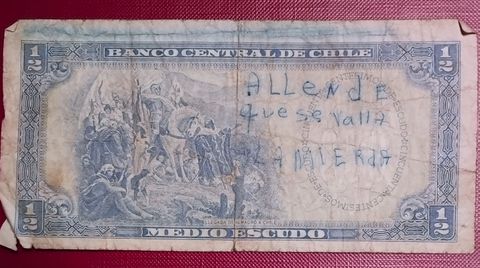 1/2 BANCO CENTRAL DE CHILE 1/2
ALLENDE
que se valla
LA MIERDA
1/2 MEDIO ESCUDO 1/2